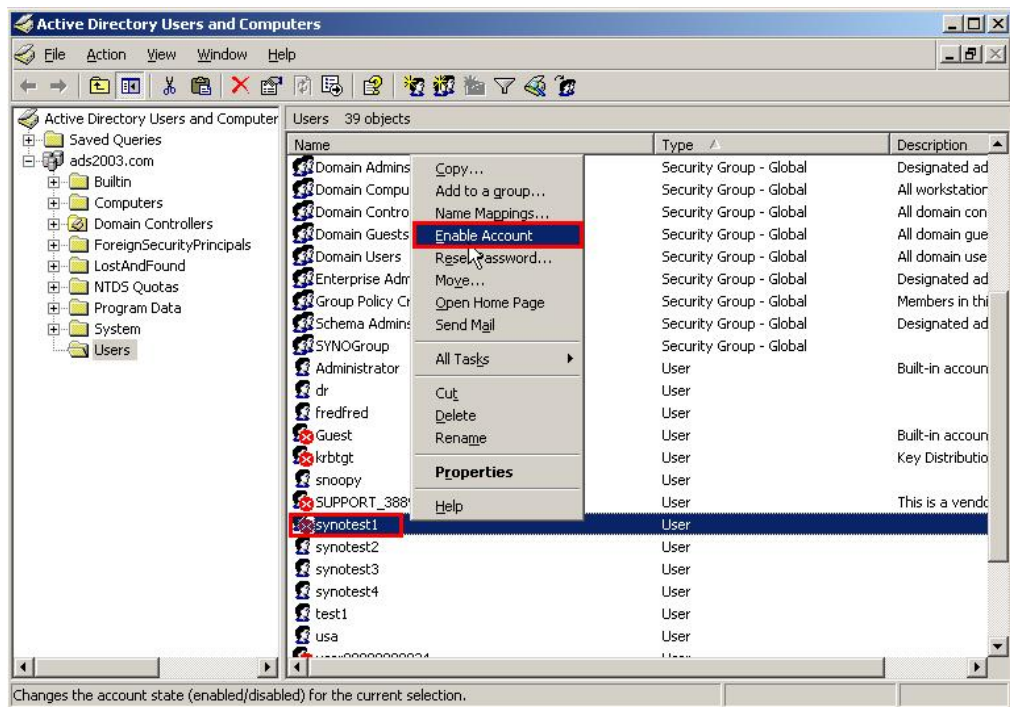 Active Directory Users and Computers
File Action View Window Help
Active Directory Users and Computer
Saved Queries
ads2003.com
Builtin
Computers
Domain Controllers
ForeignSecurityPrincipals
LostAndFound
NTDS Quotas
Program Data
System
Users
Users 39 objects
Name Type Description
Domain Admins Security Group - Global Designated ad
Domain Compu Security Group - Global All workstation
Domain Contro Security Group - Global All domain con
Domain Guests Security Group - Global All domain gue
Domain Users Security Group - Global All domain use
Enterprise Adm Security Group - Global Designated ad
Group Policy Cr Security Group - Global Members in thi
Schema Admins Security Group - Global Designated ad
SYNOGroup Security Group - Global
Administrator User Built-in accoun
dr User
fredfred User
Guest User Built-in accoun
krbtgt User Key Distributio
snoopy User
SUPPORT_388 User This is a vendo
synotest1 User
synotest2 User
synotest3 User
synotest4 User
test1 User
usa User
Copy...
Add to a group...
Name Mappings...
Enable Account
Reset Password...
Move...
Open Home Page
Send Mail
All Tasks
Cut
Delete
Rename
Properties
Help
Changes the account state (enabled/disabled) for the current selection.